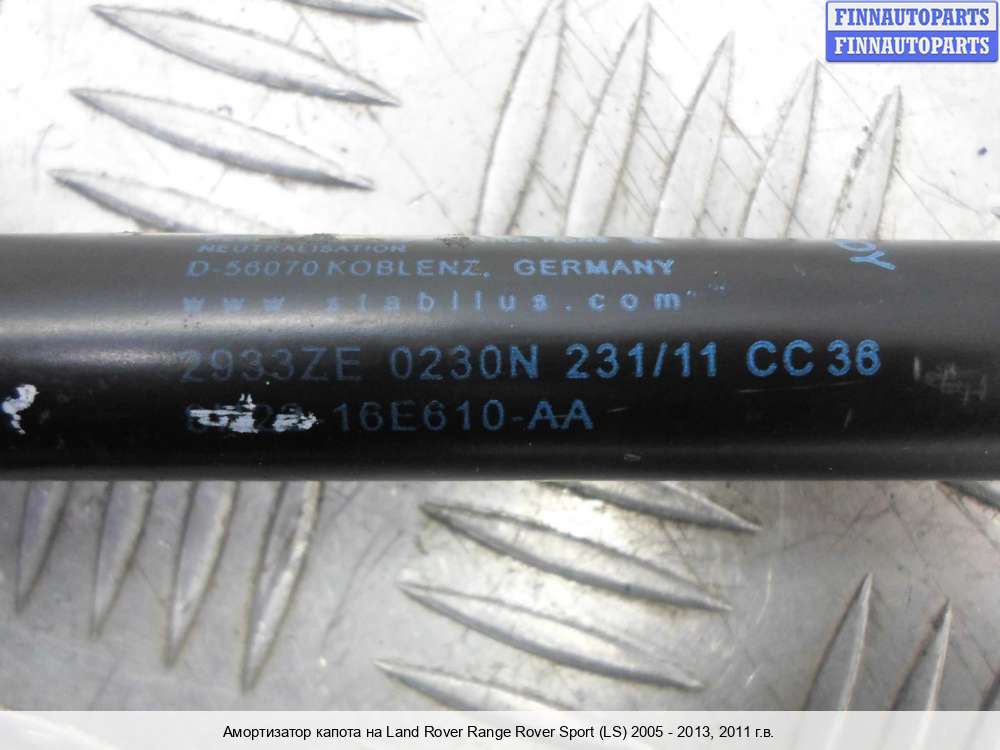 FINNAUTOPARTS
FINNAUTOPARTS
NEUTRALISATION
D-56070 KOBLENZ, GERMANY
www.stabilus.com
2933ZE 0230N 231/11 CC 36
16E610-AA
Амортизатор капота на Land Rover Range Rover Sport (LS) 2005 - 2013, 2011 г.в.